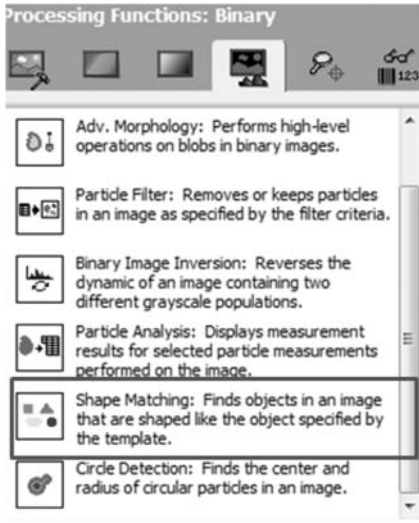 Processing Functions: Binary
123
Adv. Morphology: Performs high-level
operations on blobs in binary images.
Particle Filter: Removes or keeps particles
in an image as specified by the filter criteria.
Binary Image Inversion: Reverses the
dynamic of an image containing two
different grayscale populations.
Particle Analysis: Displays measurement
results for selected particle measurements
performed on the image.
Shape Matching: Finds objects in an image
that are shaped like the object specified by
the template.
Circle Detection: Finds the center and
radius of circular particles in an image.